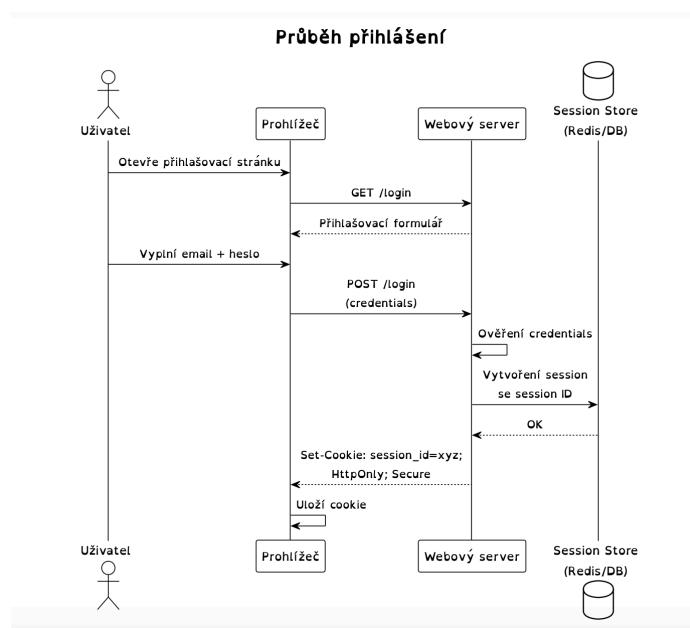 Průběh přihlášení
Uživatel
Prohlížeč
Webový server
Session Store
(Redis/DB)
Otevře přihlašovací stránku
GET /login
Přihlašovací formulář
Vyplní email + heslo
POST /login
(credentials)
Ověření credentials
Vytvoření session
se session ID
OK
Set-Cookie: session_id=xyz;
HttpOnly; Secure
Uloží cookie
Uživatel
Prohlížeč
Webový server
Session Store
(Redis/DB)